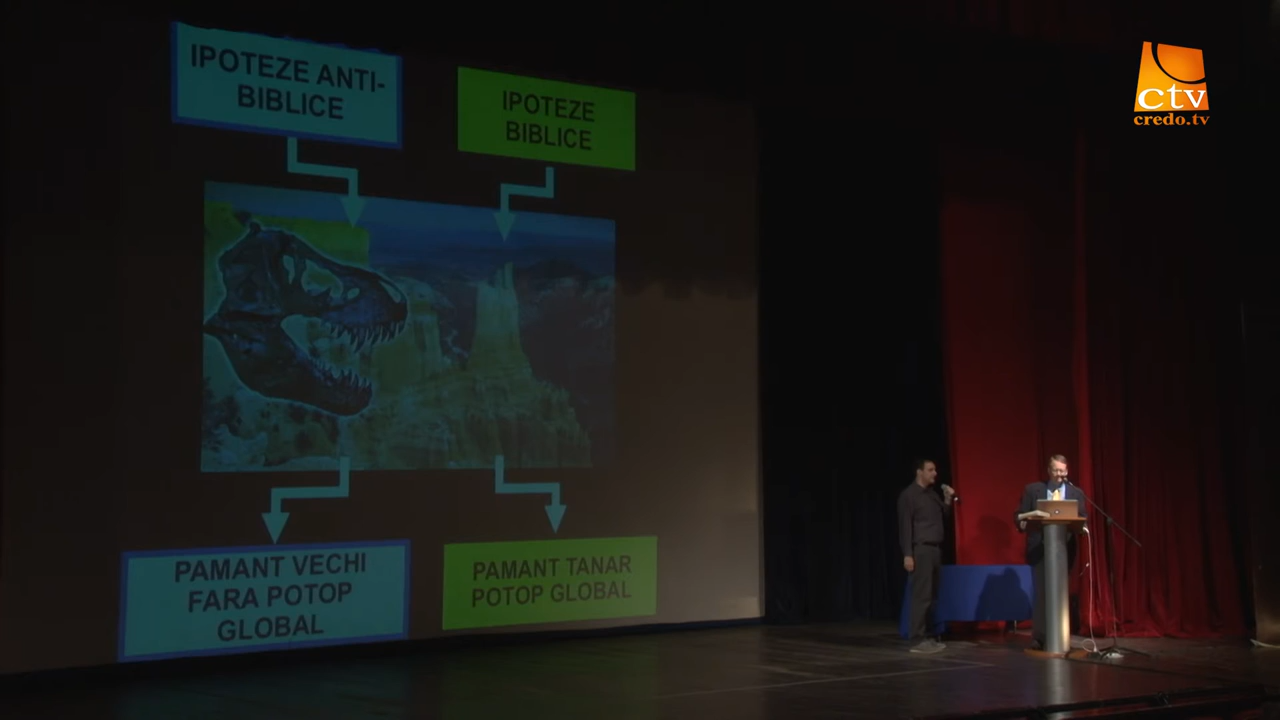 IPOTEZE ANTI-
BIBLICE
IPOTEZE
BIBLICE
PAMANT VECHI
FARA POTOP
GLOBAL
PAMANT TANAR
POTOP GLOBAL
ctv
credo.tv